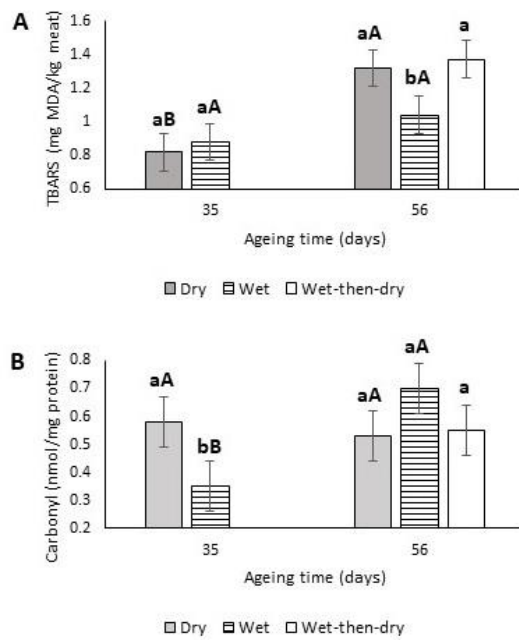 A
TBARS (mg MDA/kg meat)
1.6
1.4
1.2
1
0.8
0.6
aB
aA
aA
bA
a
35
56
Ageing time (days)
Dry
Wet
Wet-then-dry
B
Carbonyl (nmol/mg protein)
0.8
0.7
0.6
0.5
0.4
0.3
0.2
aA
bB
aA
aA
a
35
56
Ageing time (days)
Dry
Wet
Wet-then-dry